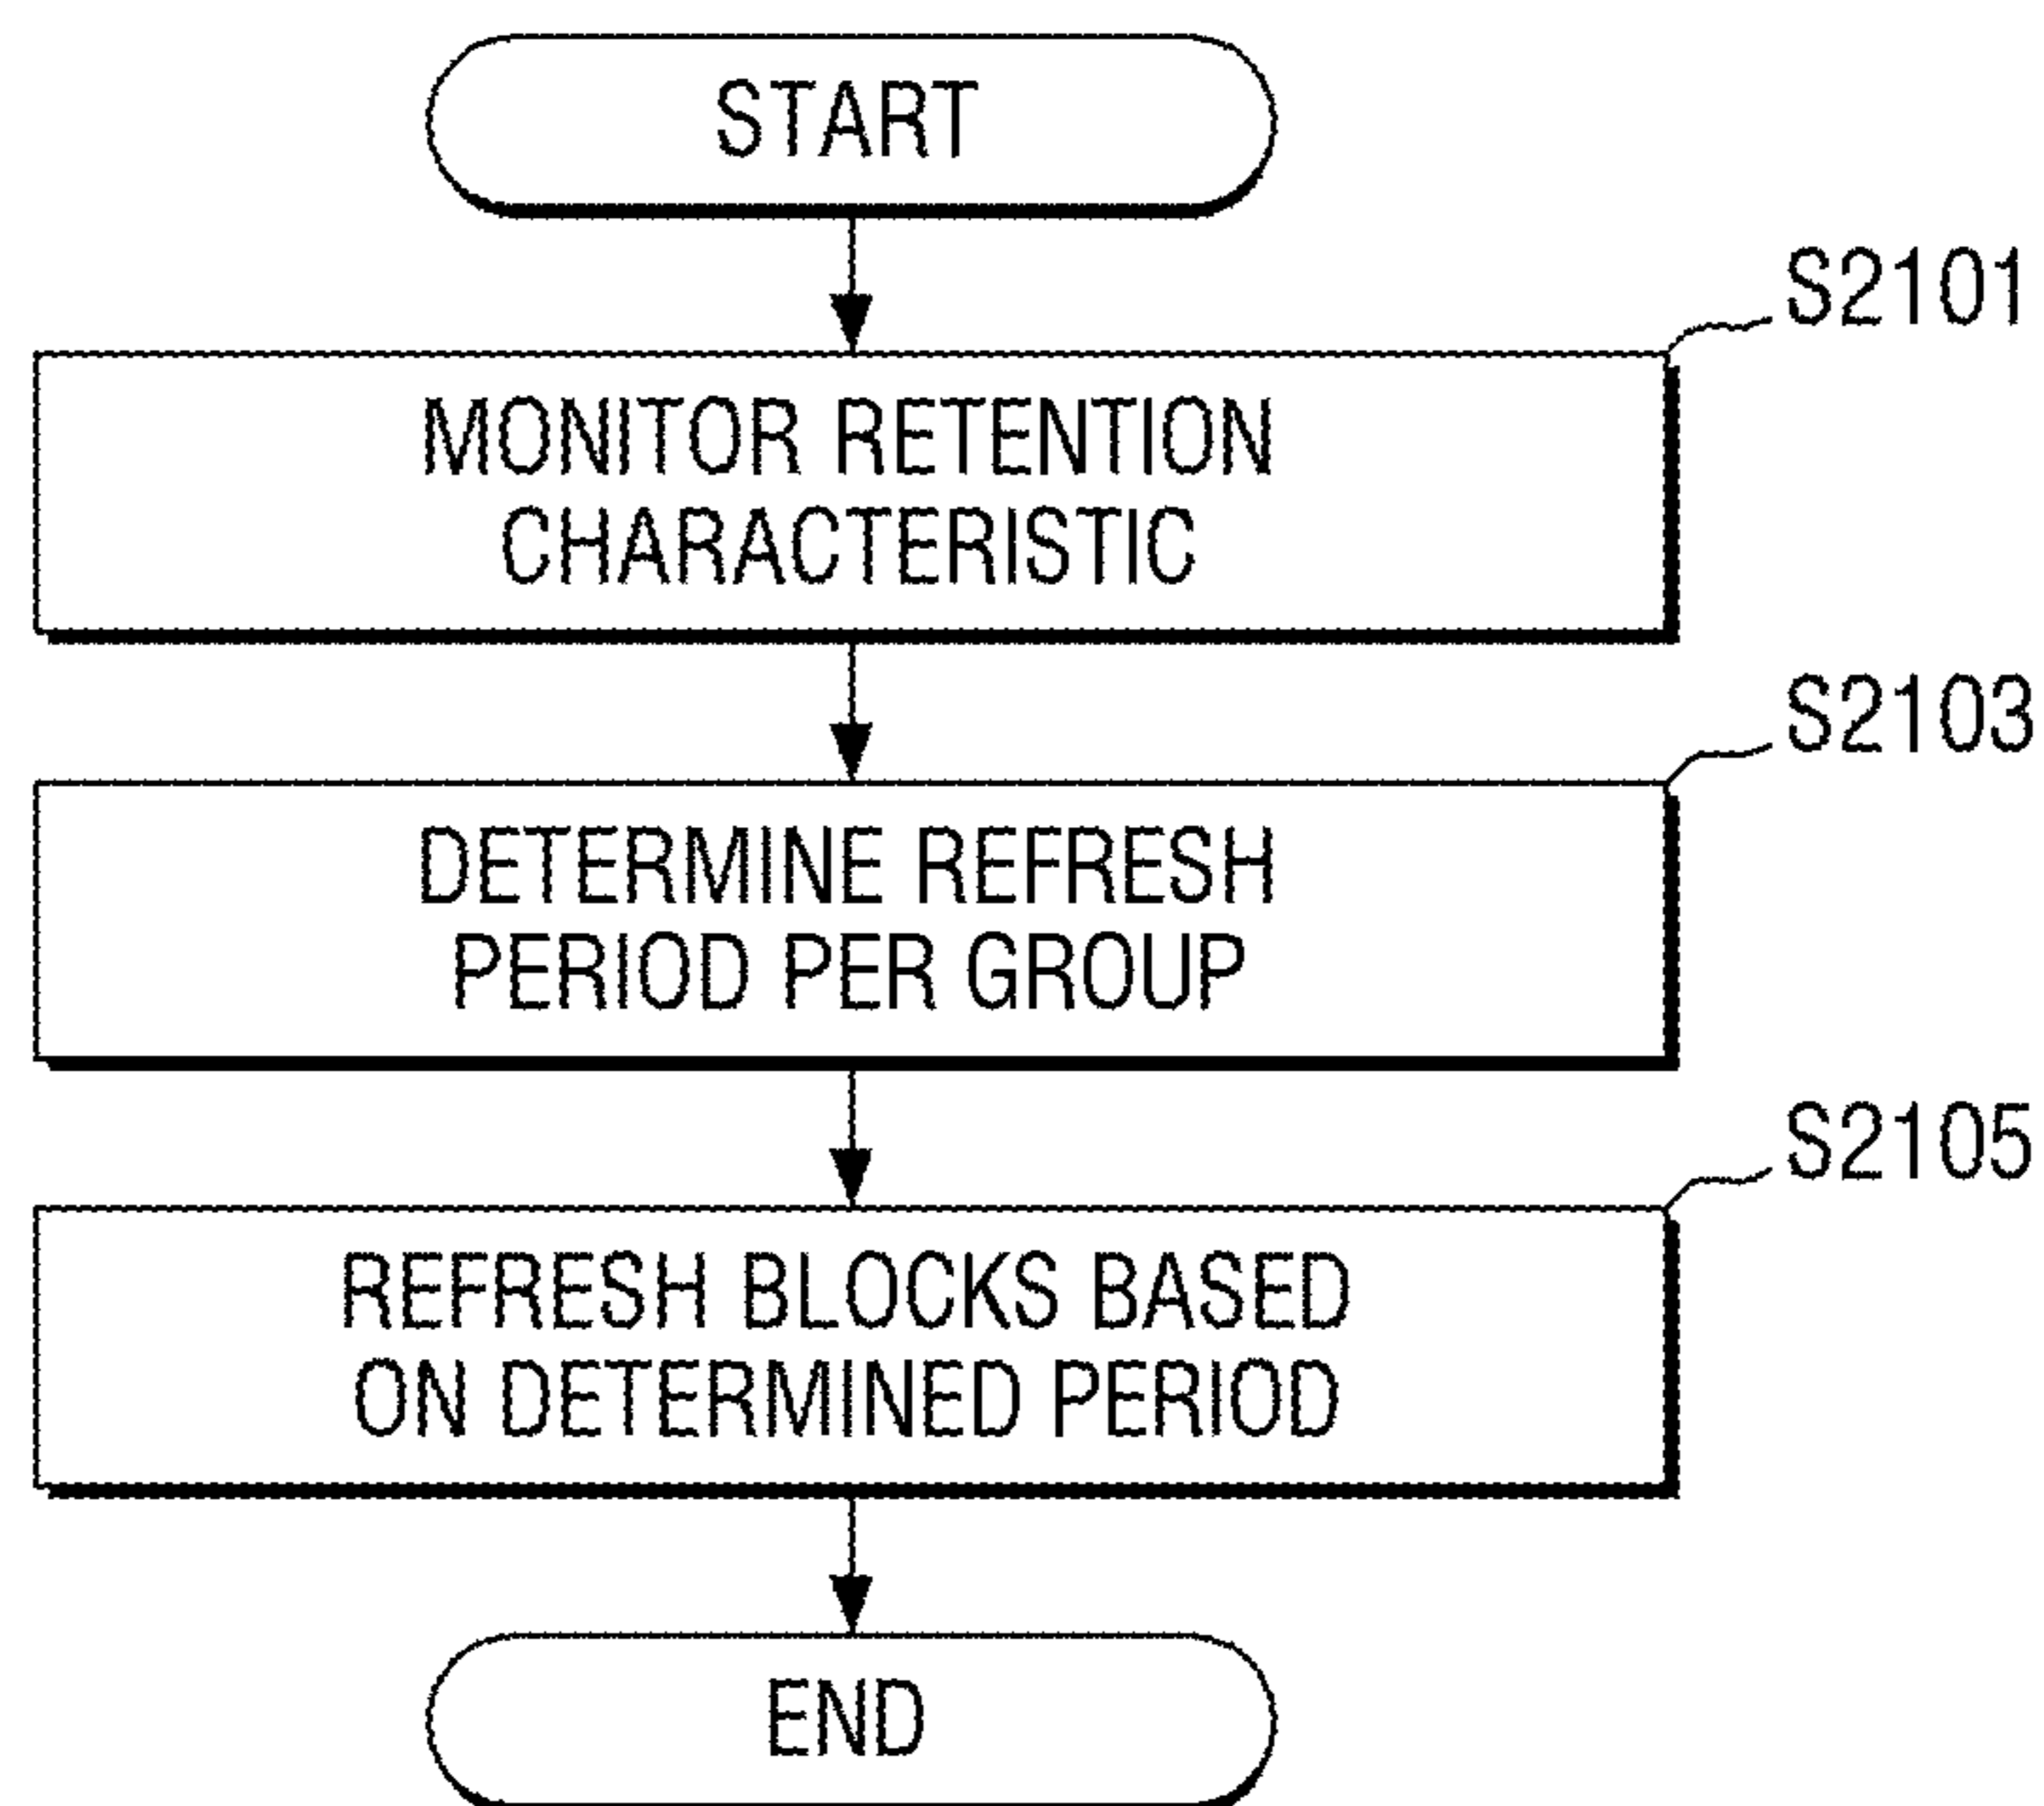 START
S2101
MONITOR RETENTION
CHARACTERISTIC
S2103
DETERMINE REFRESH
PERIOD PER GROUP
S2105
REFRESH BLOCKS BASED
ON DETERMINED PERIOD
END